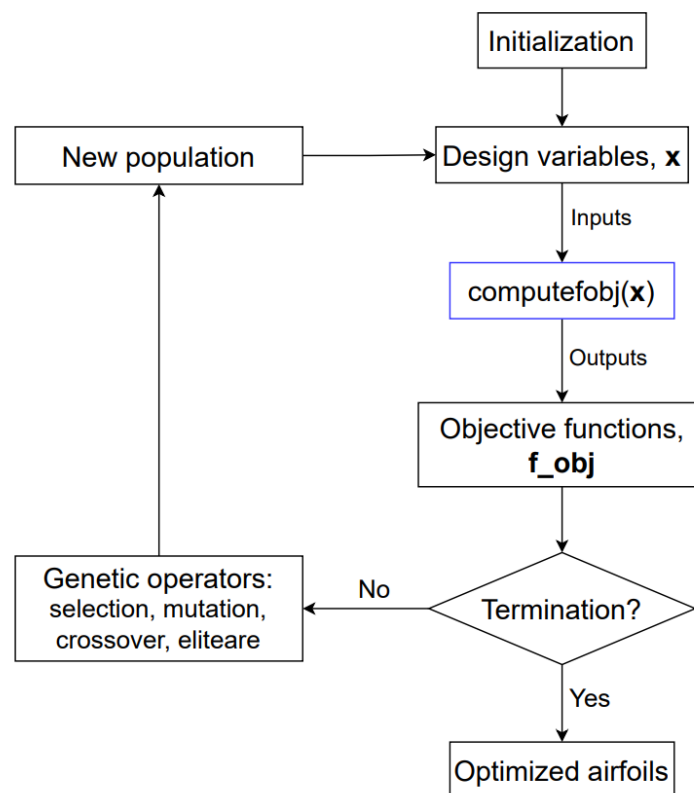 Initialization
New population
Design variables, x
Inputs
computefobj(x)
Outputs
Objective functions,
f_obj
Genetic operators:
selection, mutation,
crossover, eliteare
No
Termination?
Yes
Optimized airfoils